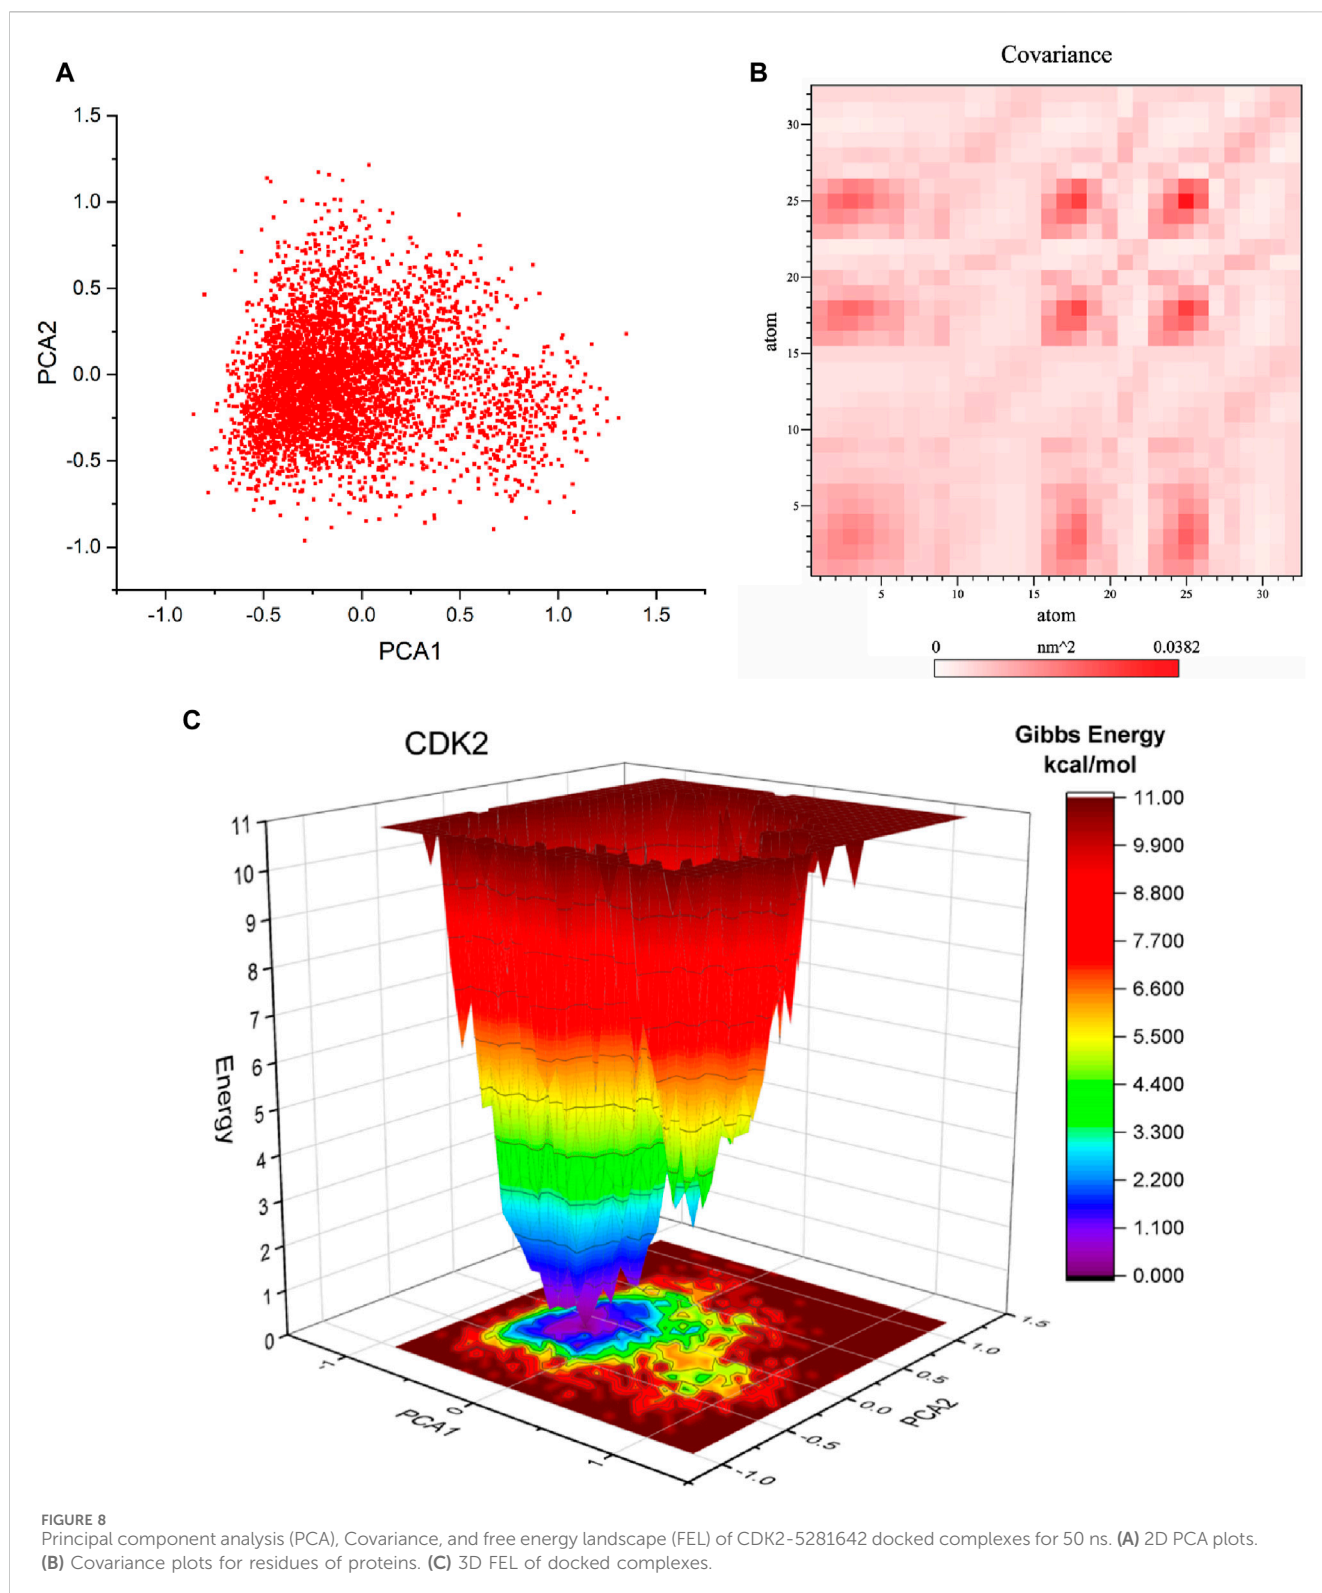 A
1.5
1.0
0.5
0.0
-0.5
-1.0
PCA2
-1.0 -0.5 0.0 0.5 1.0 1.5
PCA1
B
Covariance
30
25
20
15
10
5
atom
5 10 15 20 25 30
atom
0 nm^2 0.0382
C
CDK2
Gibbs Energy
kcal/mol
11.00
9.900
8.800
7.700
6.600
5.500
4.400
3.300
2.200
1.100
0.000
11
10
9
8
7
6
5
4
3
2
1
0
Energy
-1
0
1
PCA1
-1.0
-0.5
0.0
0.5
1.0
1.5
PCA2
FIGURE 8
Principal component analysis (PCA), Covariance, and free energy landscape (FEL) of CDK2-5281642 docked complexes for 50 ns. (A) 2D PCA plots.
(B) Covariance plots for residues of proteins. (C) 3D FEL of docked complexes.